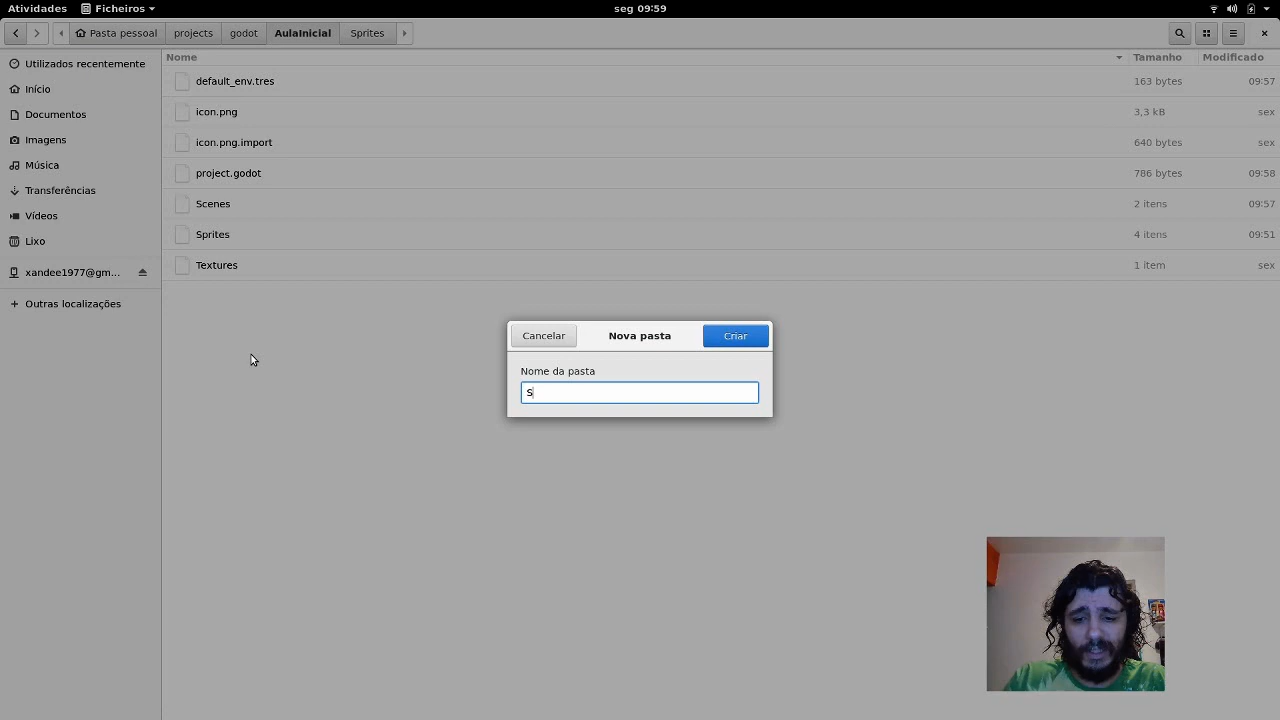 Atividades Ficheiros seg 09:59
Pasta pessoal projects godot AulaInicial Sprites
Nome Tamanho Modificado
Utilizados recentemente
Início
Documentos
Imagens
Música
Transferências
Vídeos
Lixo
xandee1977@gm...
Outras localizações
default_env.tres 163 bytes 09:57
icon.png 3,3 kB sex
icon.png.import 640 bytes sex
project.godot 786 bytes 09:58
Scenes 2 itens 09:57
Sprites 4 itens 09:51
Textures 1 item sex
Cancelar Nova pasta Criar
Nome da pasta
S